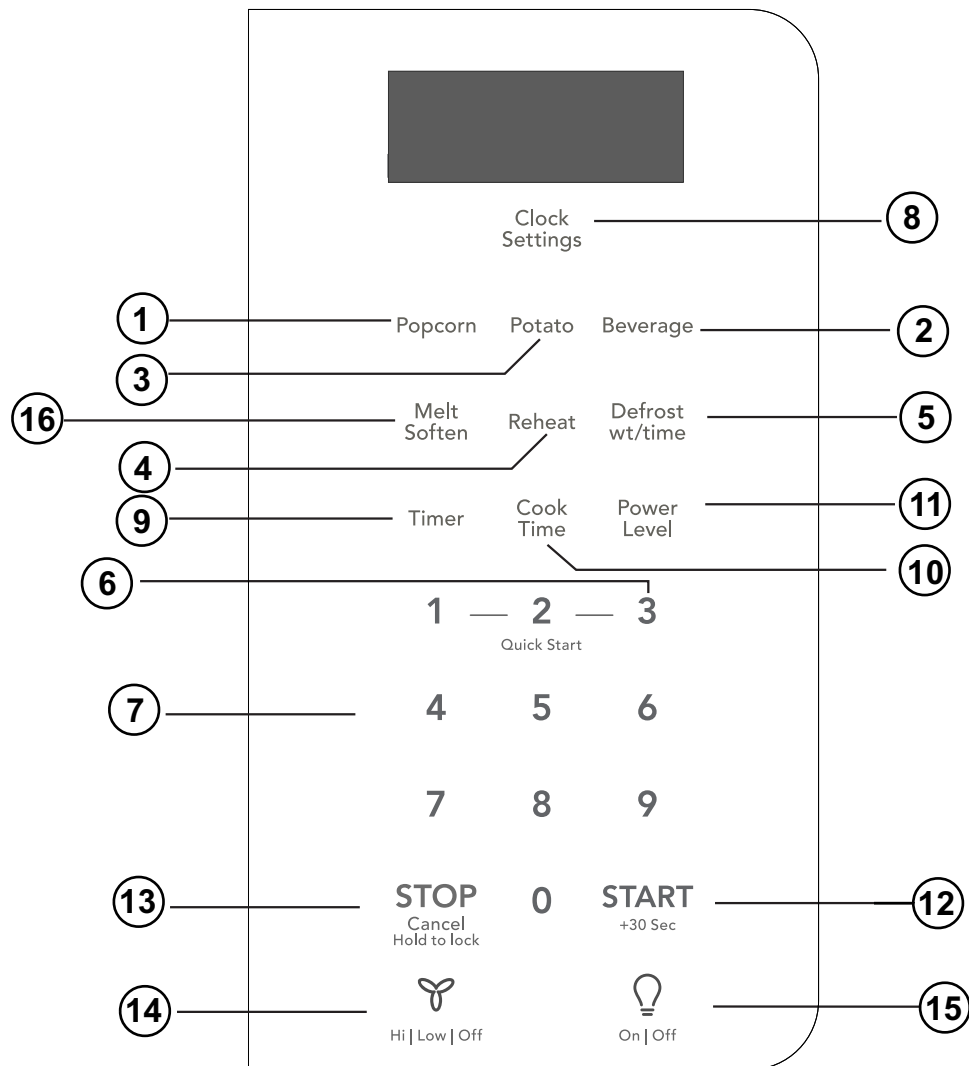 Clock
Settings
8
1
Popcorn Potato Beverage
2
3
16
Melt
Soften
Reheat
Defrost
wt/time
5
4
9
Timer
Cook
Time
Power
Level
11
10
6
1 — 2 — 3
Quick Start
7
4 5 6
7 8 9
13
STOP
Cancel
Hold to lock
0
START
+30 Sec
12
14
Hi | Low | Off
On | Off
15